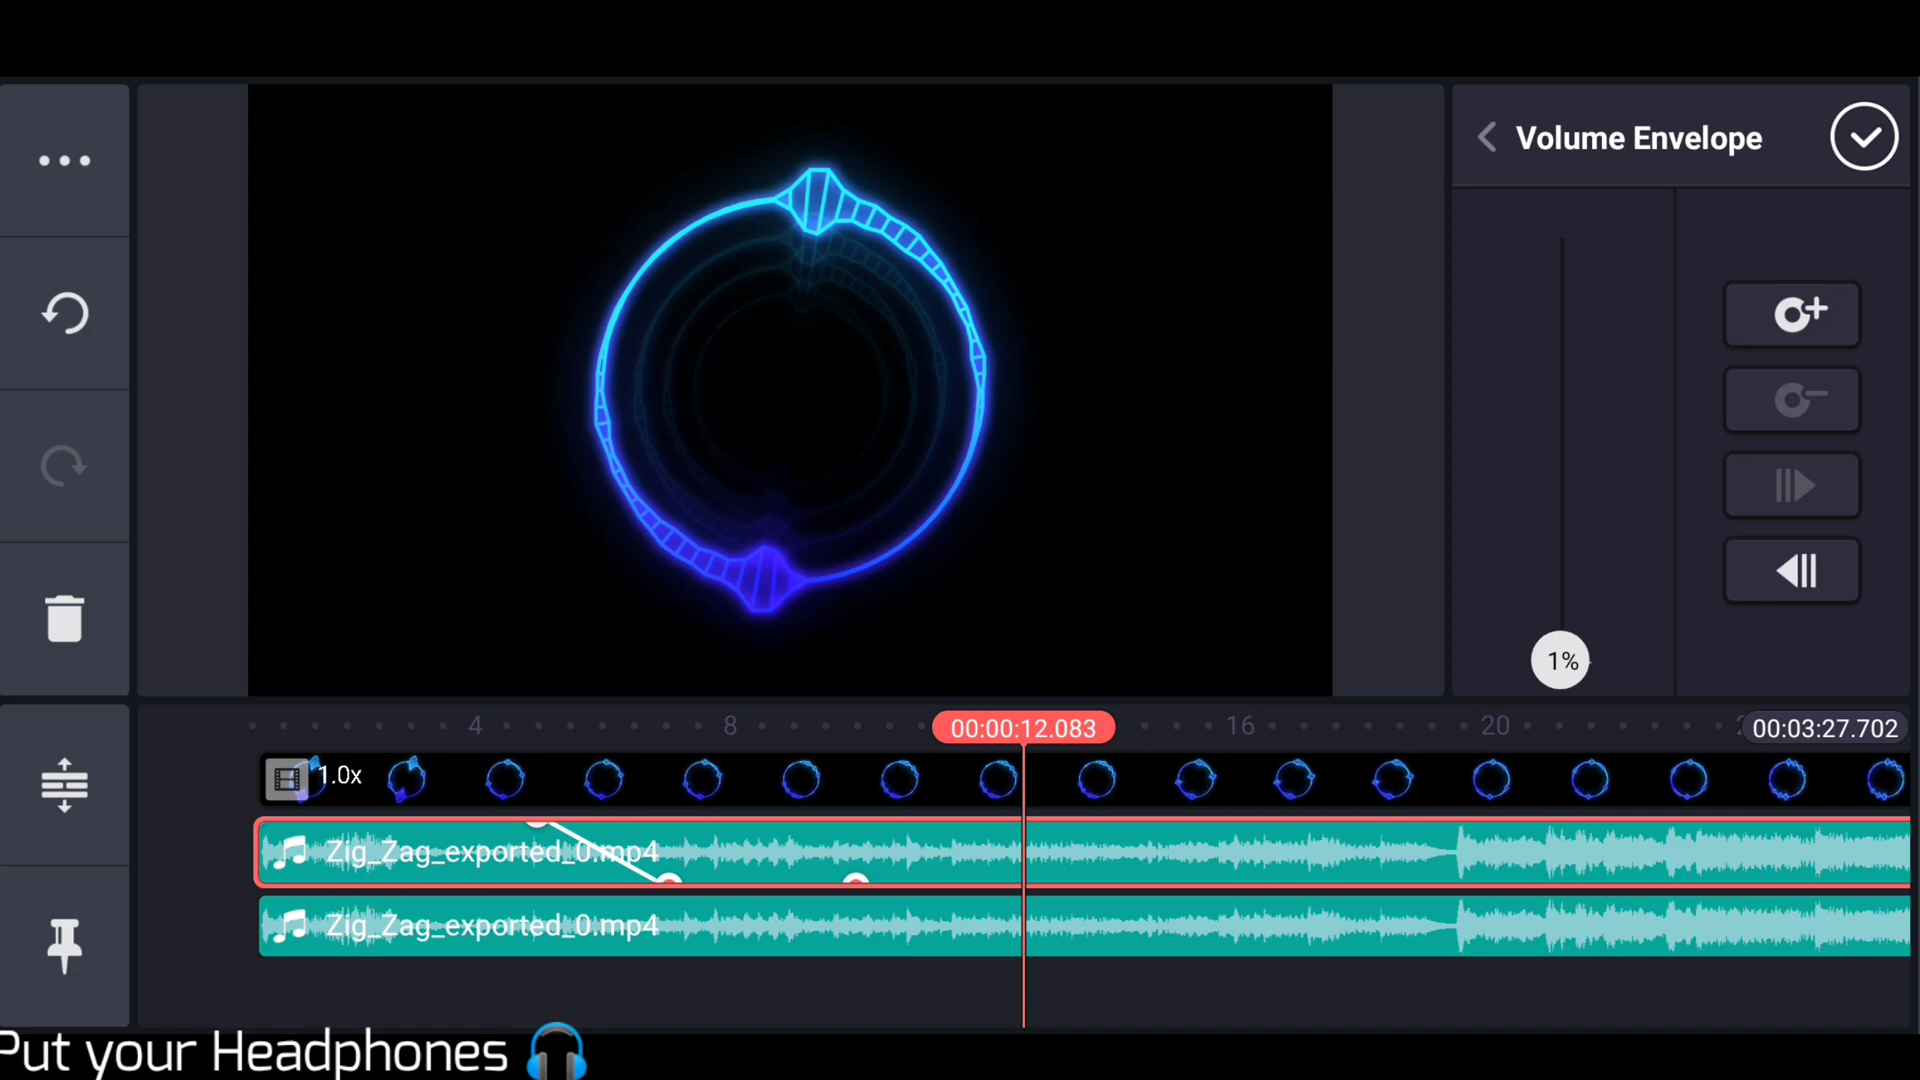 Volume Envelope
1%
4
8
00:00:12.083
16
20
00:03:27.702
1.0x
Zig_Zag_exported_0.mp4
Zig_Zag_exported_0.mp4
Put your Headphones